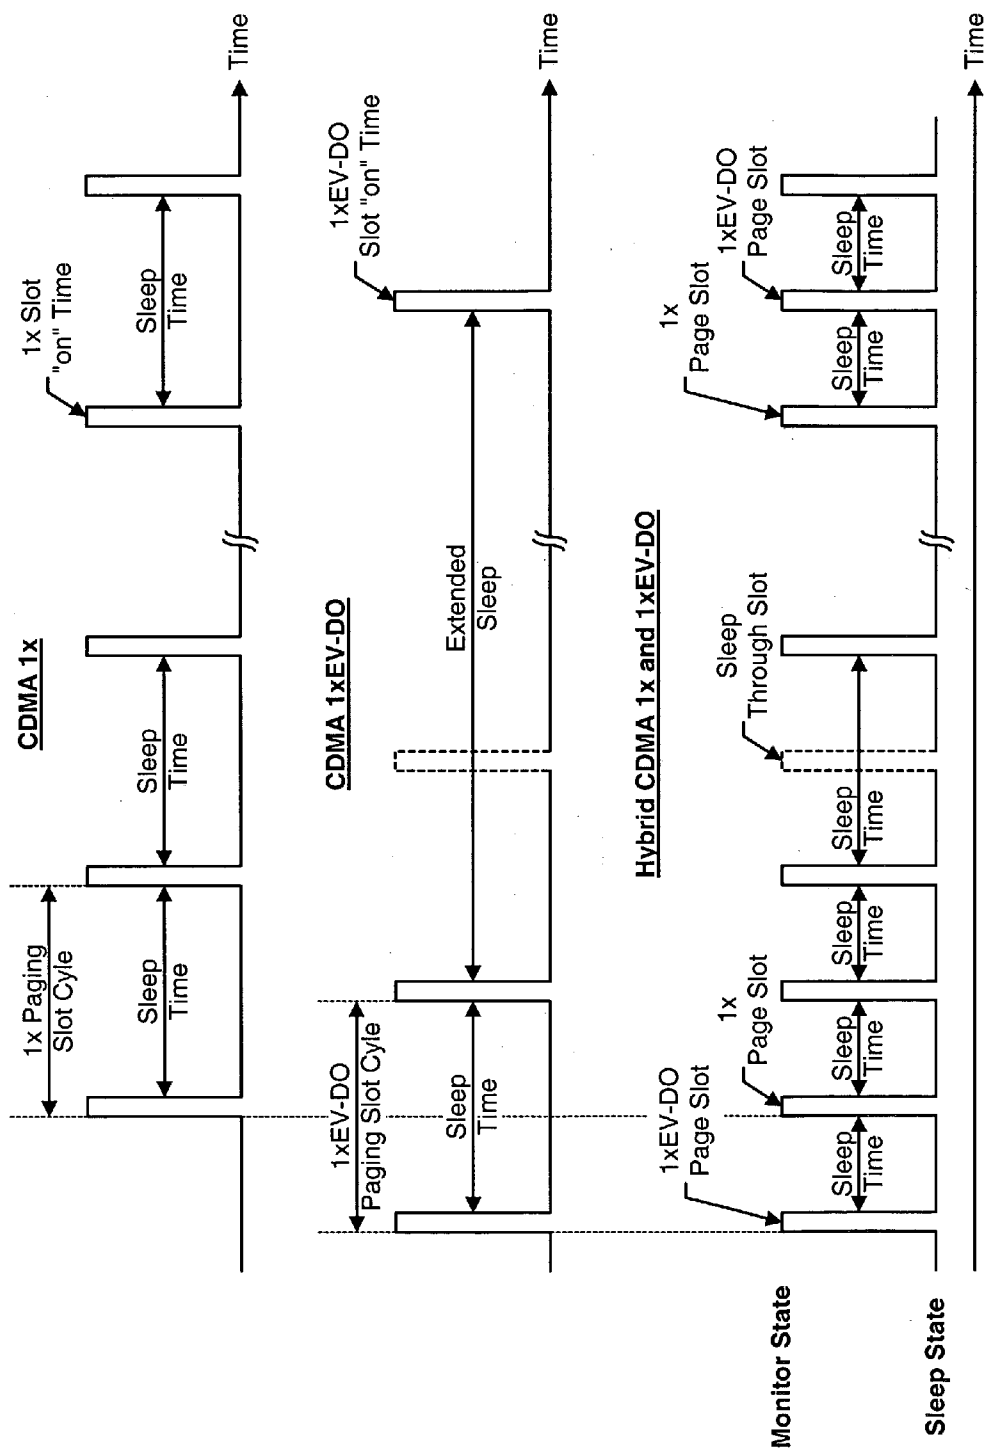 CDMA 1x
1x Paging
Slot Cyle
1x Slot
"on" Time
Sleep
Time
Sleep
Time
Sleep
Time
Time
CDMA 1xEV-DO
1xEV-DO
Paging Slot Cyle
1xEV-DO
Slot "on" Time
Sleep
Time
Extended
Sleep
Time
Hybrid CDMA 1x and 1xEV-DO
1xEV-DO
Page Slot
1x
Page Slot
Sleep
Through Slot
1x
Page Slot
1xEV-DO
Page Slot
Monitor State
Sleep
Time
Sleep
Time
Sleep
Time
Sleep
Time
Sleep
Time
Sleep
Time
Sleep State
Time